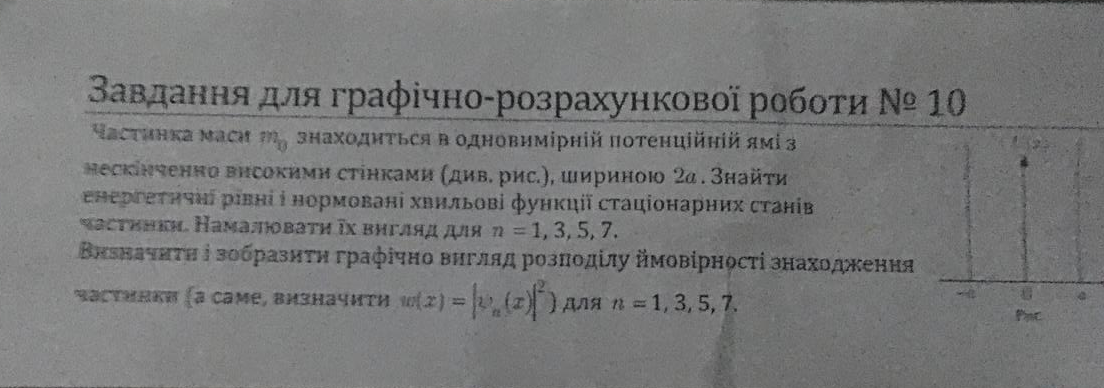 Завдання для графічно-розрахункової роботи № 10
Частинка маси m₀ знаходиться в одновимірній потенційній ямі з
нескінченно високими стінками (див. рис.), шириною 2a. Знайти
енергетичні рівні і нормовані хвильові функції стаціонарних станів
частинки. Намалювати їх вигляд для n = 1, 3, 5, 7.
Визначити і зобразити графічно вигляд розподілу ймовірності знаходження
частинки (а саме, визначити w(x) = |ψₙ(x)|²) для n = 1, 3, 5, 7.
-a 0 a
Рис.